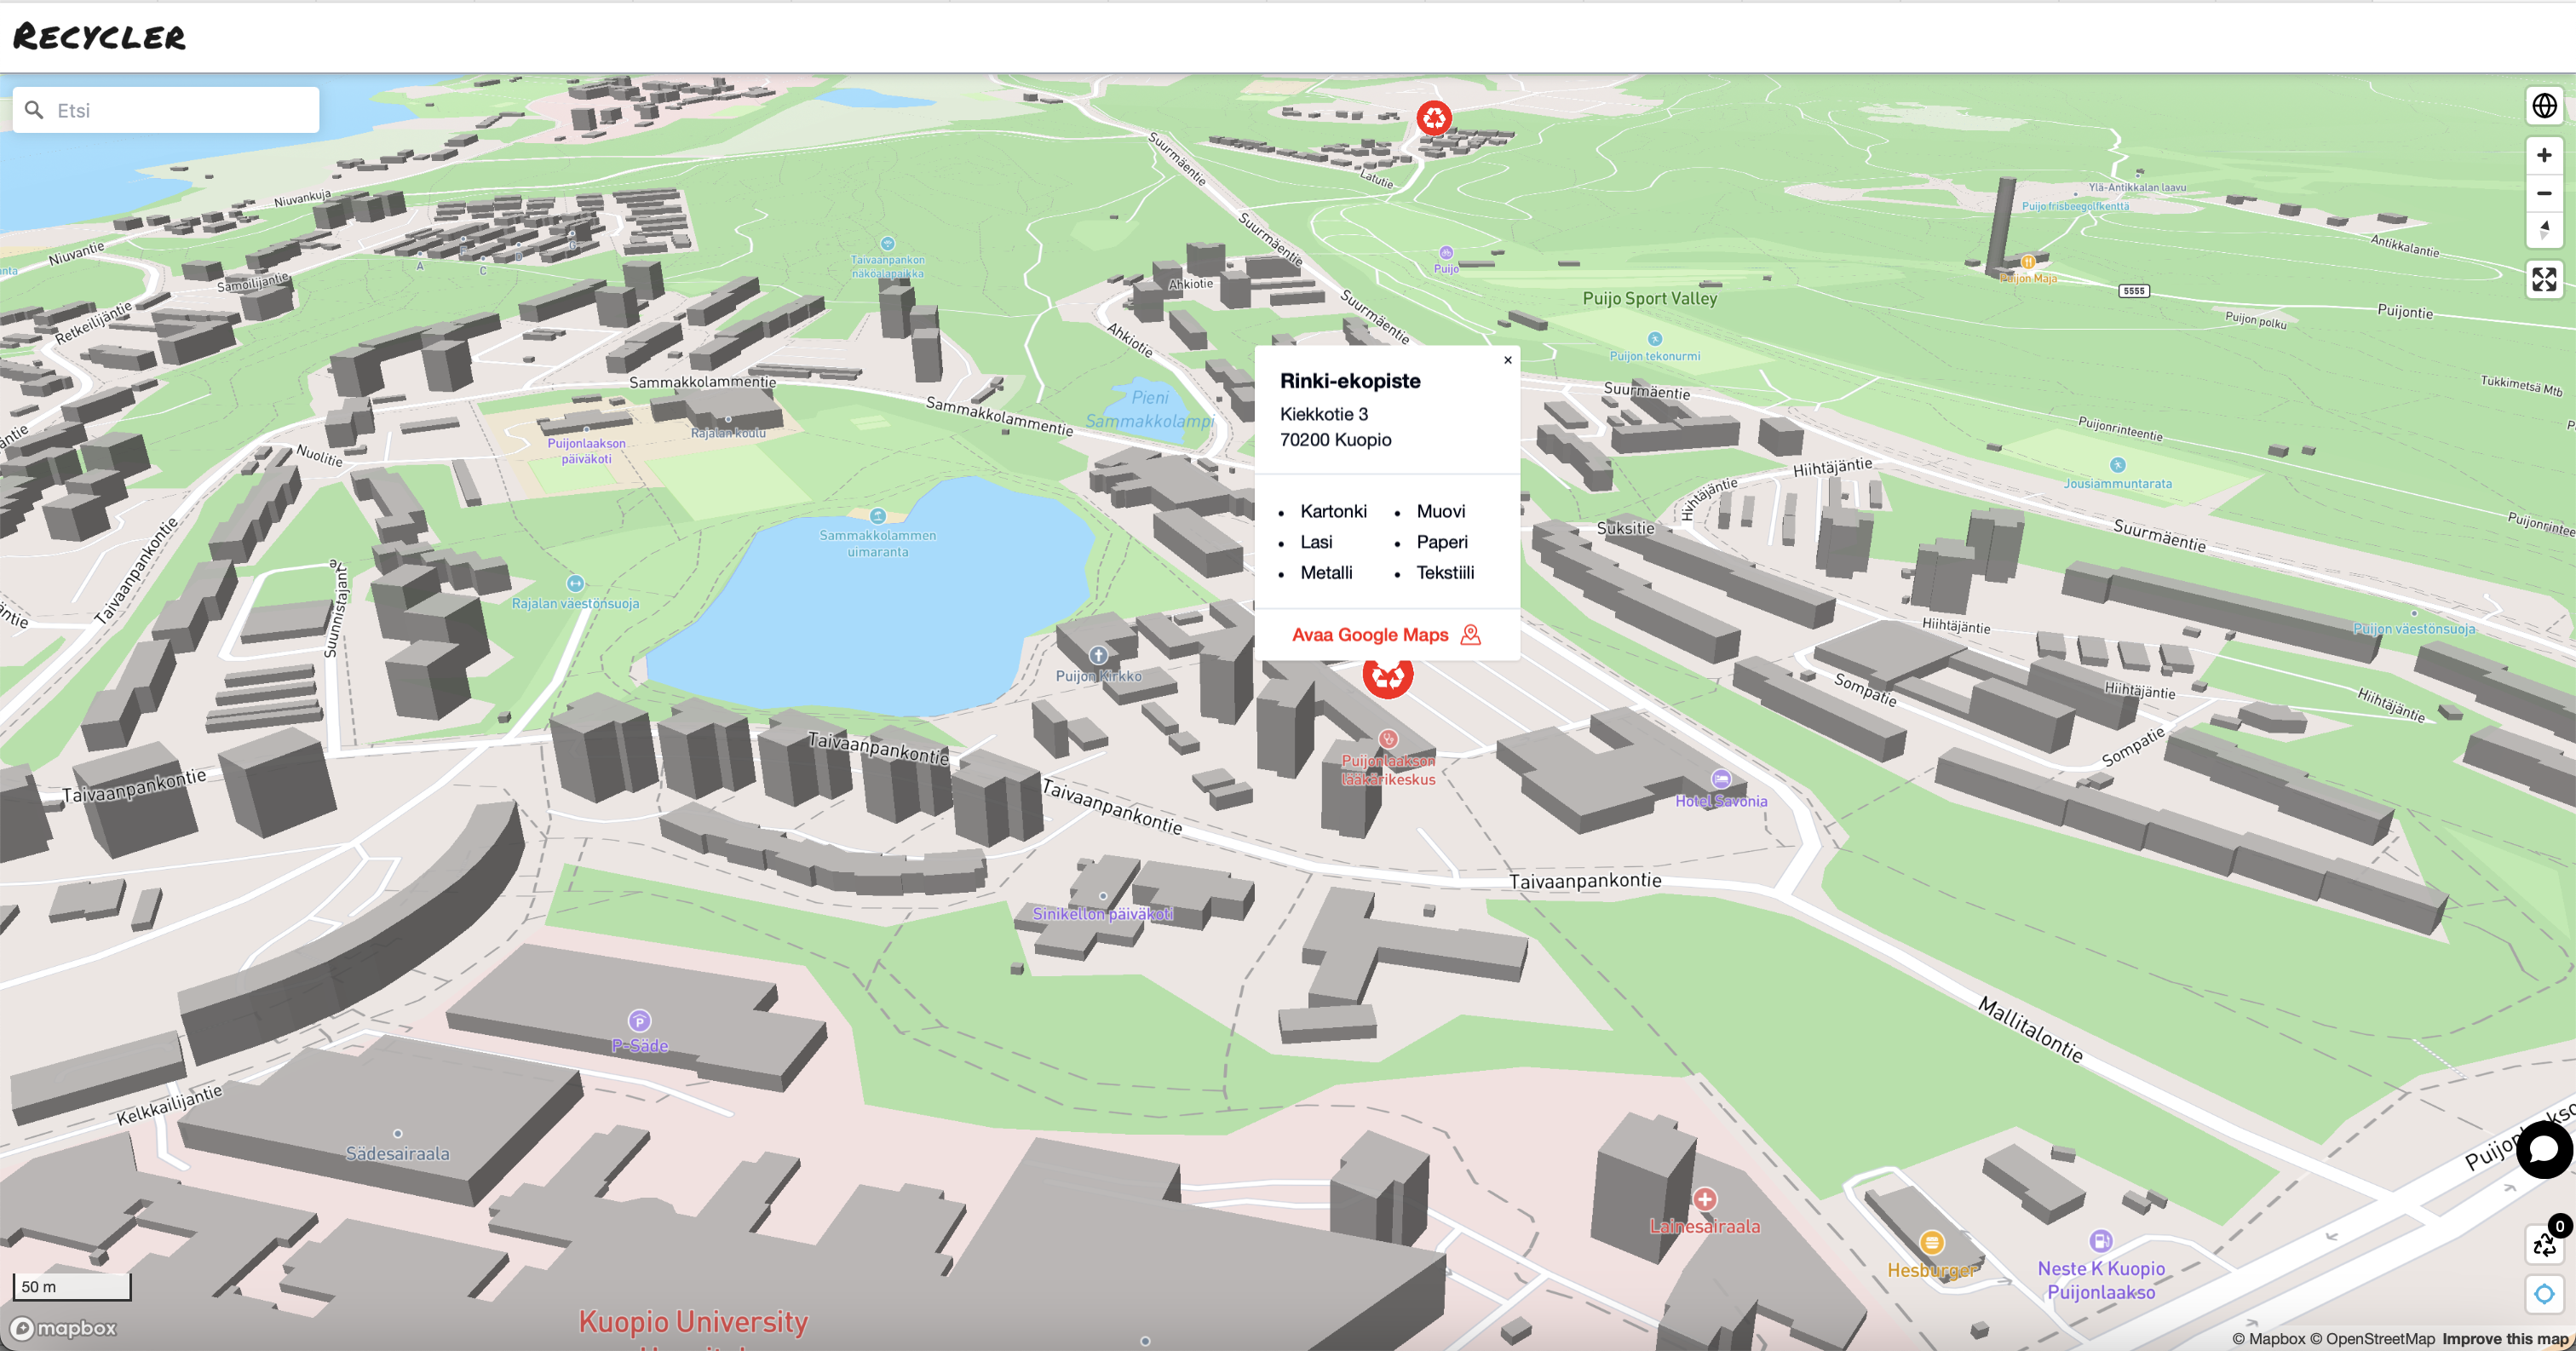 RECYCLER
Etsi
Rinki-ekopiste
Kiekkotie 3
70200 Kuopio
Kartonki
Lasi
Metalli
Muovi
Paperi
Tekstiili
Avaa Google Maps
Niuvankuja
Niuvantie
Samoilijantie
Retkeilijäntie
A
C
Taivaanpankon
näköalapaikka
Suurmäentie
Latutie
Suurmäentie
Puijo
Ahkiotie
Suurmäentie
Ahkiotie
Puijo Sport Valley
Puijon tekonurmi
Ylä-Antikkalan laavu
Puijo frisbeegolfkenttä
Puijon Maja
5555
Antikkalantie
Puijontie
Puijon polku
Tukkimetsä Mtb
Puijonrinteentie
Jousiammuntarata
Sammakkolammentie
Sammakkolammentie
Pieni
Sammakkolampi
Rajalan koulu
Puijonlaakson
päiväkoti
Nuolitie
Taivaanpankontie
Suunnistajantie
Sammakkolammen
uimaranta
Rajalan väestönsuoja
Suurmäentie
Hiihtäjäntie
Hiihtäjäntie
Suksitie
Suurmäentie
Hiihtäjäntie
Puijon väestönsuoja
Sompatie
Hiihtäjäntie
Hiihtäjäntie
Sompatie
Puijon Kirkko
Puijonlaakson
lääkärikeskus
Hotel Savonia
Taivaanpankontie
Taivaanpankontie
Taivaanpankontie
Taivaanpankontie
Sinikellon päiväkoti
Mallitalontie
P
P-Säde
Kelkkailijantie
Sädesairaala
Lainesairaala
Hesburger
Neste K Kuopio
Puijonlaakso
Kuopio University
0
50 m
mapbox
© Mapbox © OpenStreetMap Improve this map